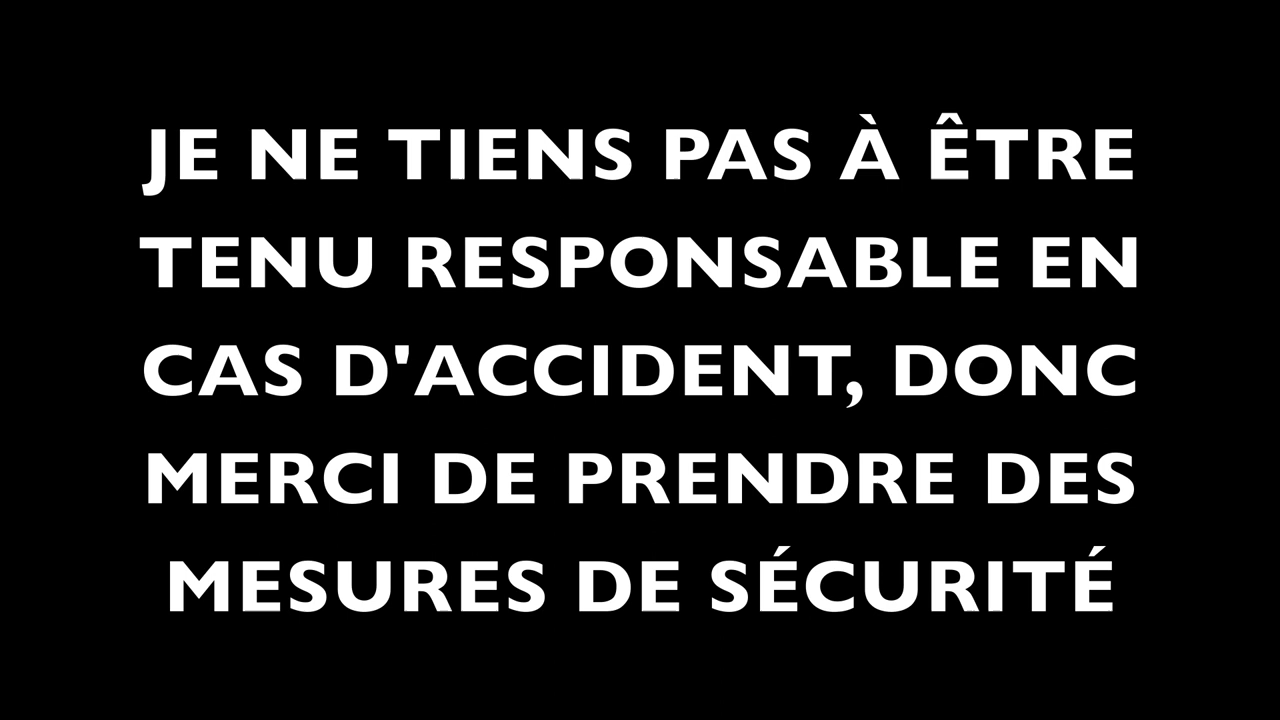 JE NE TIENS PAS À ÊTRE
TENU RESPONSABLE EN
CAS D'ACCIDENT, DONC
MERCI DE PRENDRE DES
MESURES DE SÉCURITÉ